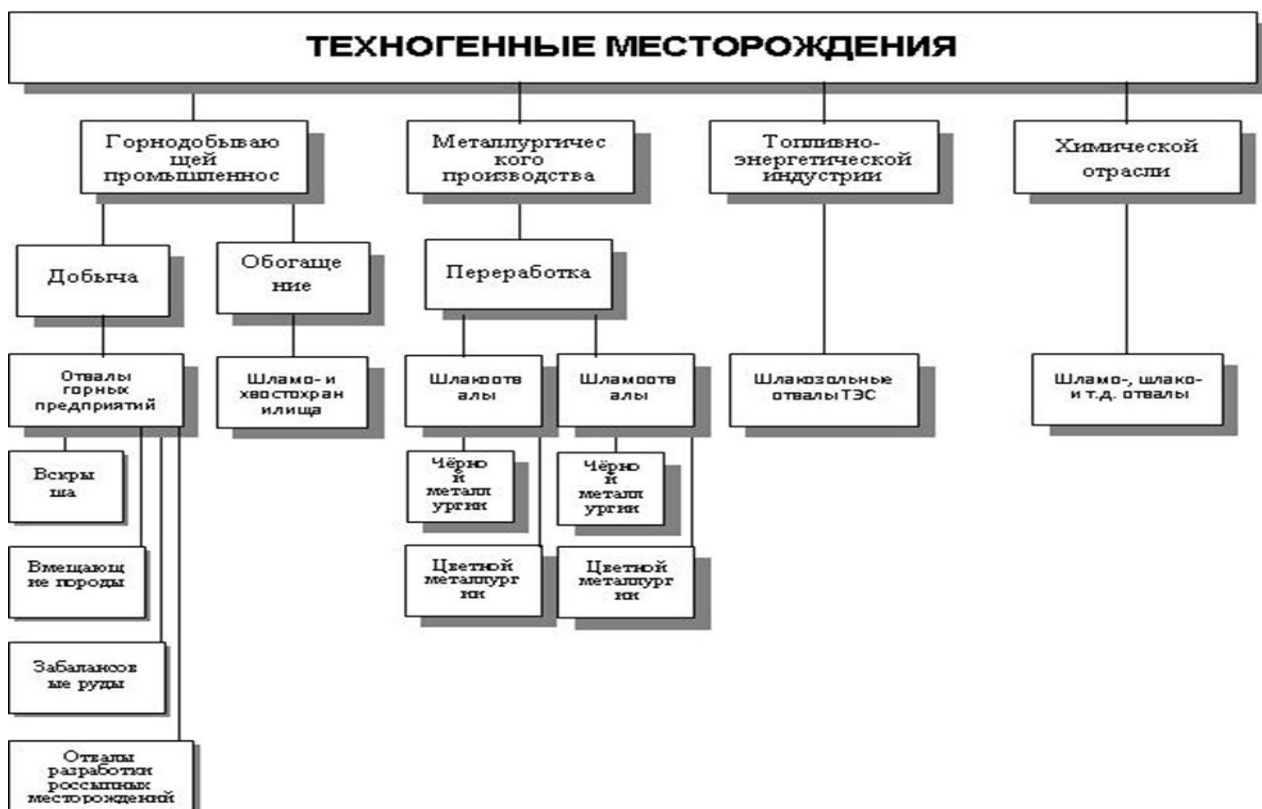 ТЕХНОГЕННЫЕ МЕСТОРОЖДЕНИЯ
Горнодобываю
щей
промышленнос
Металлургичес
кого
производства
Топливно-
энергетической
индустрии
Химической
отрасли
Добыча
Обогаще
ние
Переработка
Отвалы
горных
предприятий
Шламо- и
хвостохран
илища
Шлакоотв
алы
Шламоотв
алы
Шлакозольные
отвалы ТЭС
Шламо-, шлако-
и т.д. отвалы
Вскры
ша
Чёрно
й
металл
ургии
Чёрно
й
металл
ургии
Вмещающ
ие породы
Цветной
металлург
ии
Цветной
металлург
ии
Забалансов
ые руды
Отвалы
разработки
россыпных
месторождений